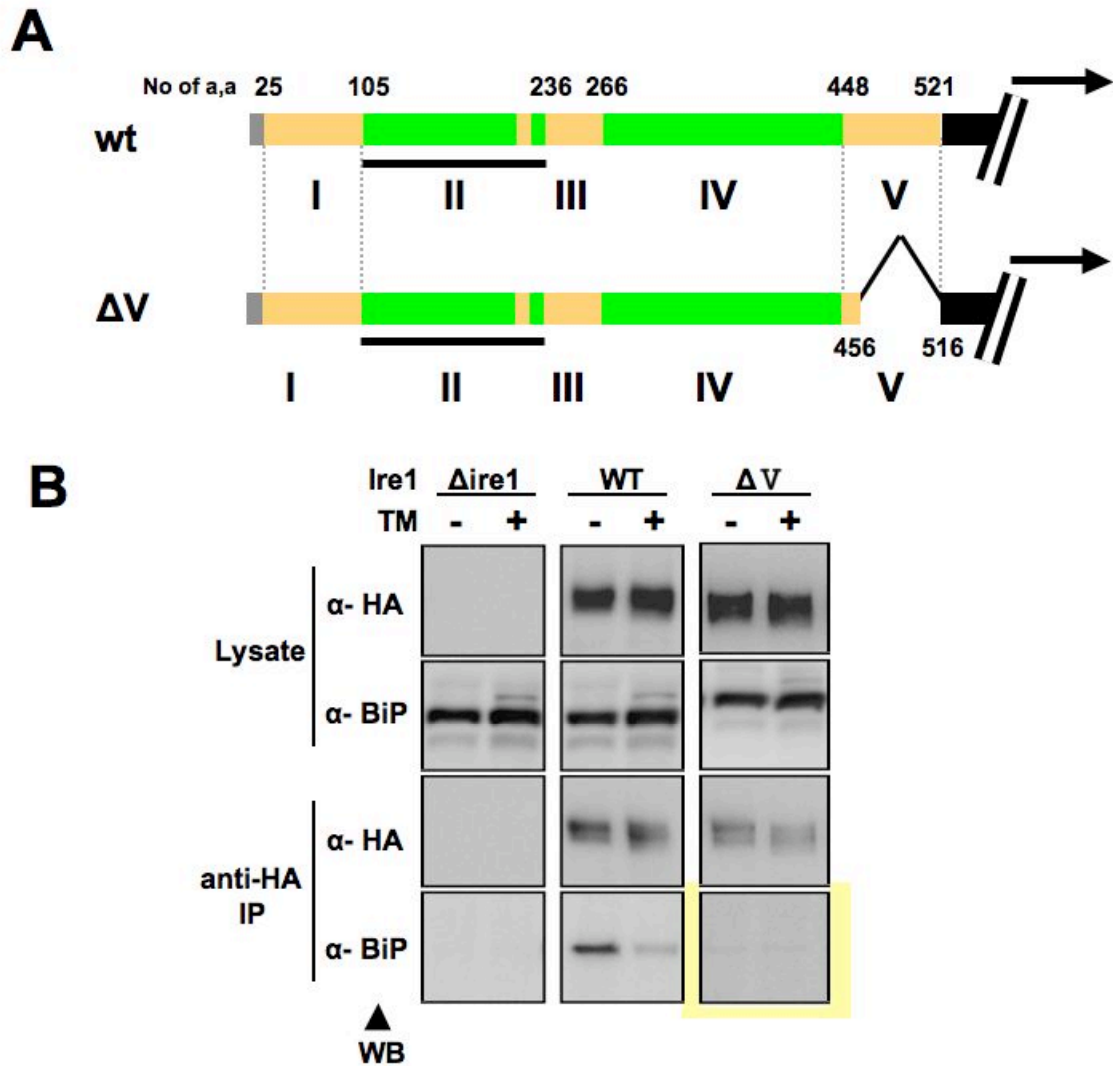 A
No of a,a 25 105 236 266 448 521
wt
I II III IV V
ΔV
456 516
I II III IV V
B
Ire1 Δire1 WT Δ V
TM - + - + - +
Lysate
α- HA
α- BiP
anti-HA
IP
α- HA
α- BiP
WB